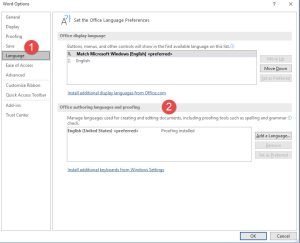 Word Options
General
Display
Proofing
Save
Language
Ease of Access
Advanced
Customize Ribbon
Quick Access Toolbar
Add-ins
Trust Center
1
Set the Office Language Preferences
Office display language
Buttons, menus, and other controls will show in the first available language on this list.
1. Match Microsoft Windows [English] <preferred>
2. English
Move Up
Move Down
Set as Preferred
Install additional display languages from Office.com
Office authoring languages and proofing
2
Manage languages used for creating and editing documents, including proofing tools such as spelling and grammar
check.
English (United States) <preferred> Proofing installed
Add a Language...
Remove
Set as Preferred
Install additional keyboards from Windows Settings
OK Cancel